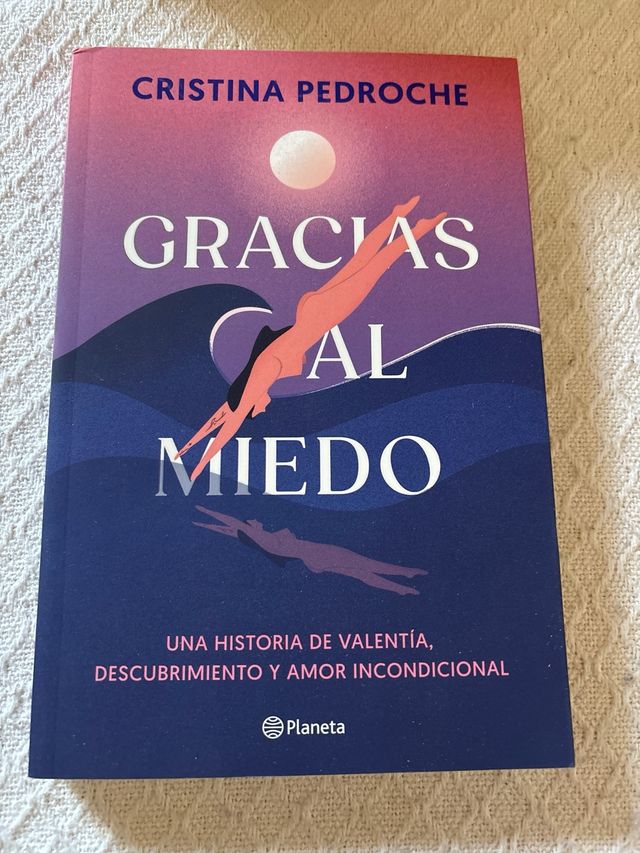 CRISTINA PEDROCHE
GRACIAS
AL
MIEDO
UNA HISTORIA DE VALENTÍA,
DESCUBRIMIENTO Y AMOR INCONDICIONAL
Planeta